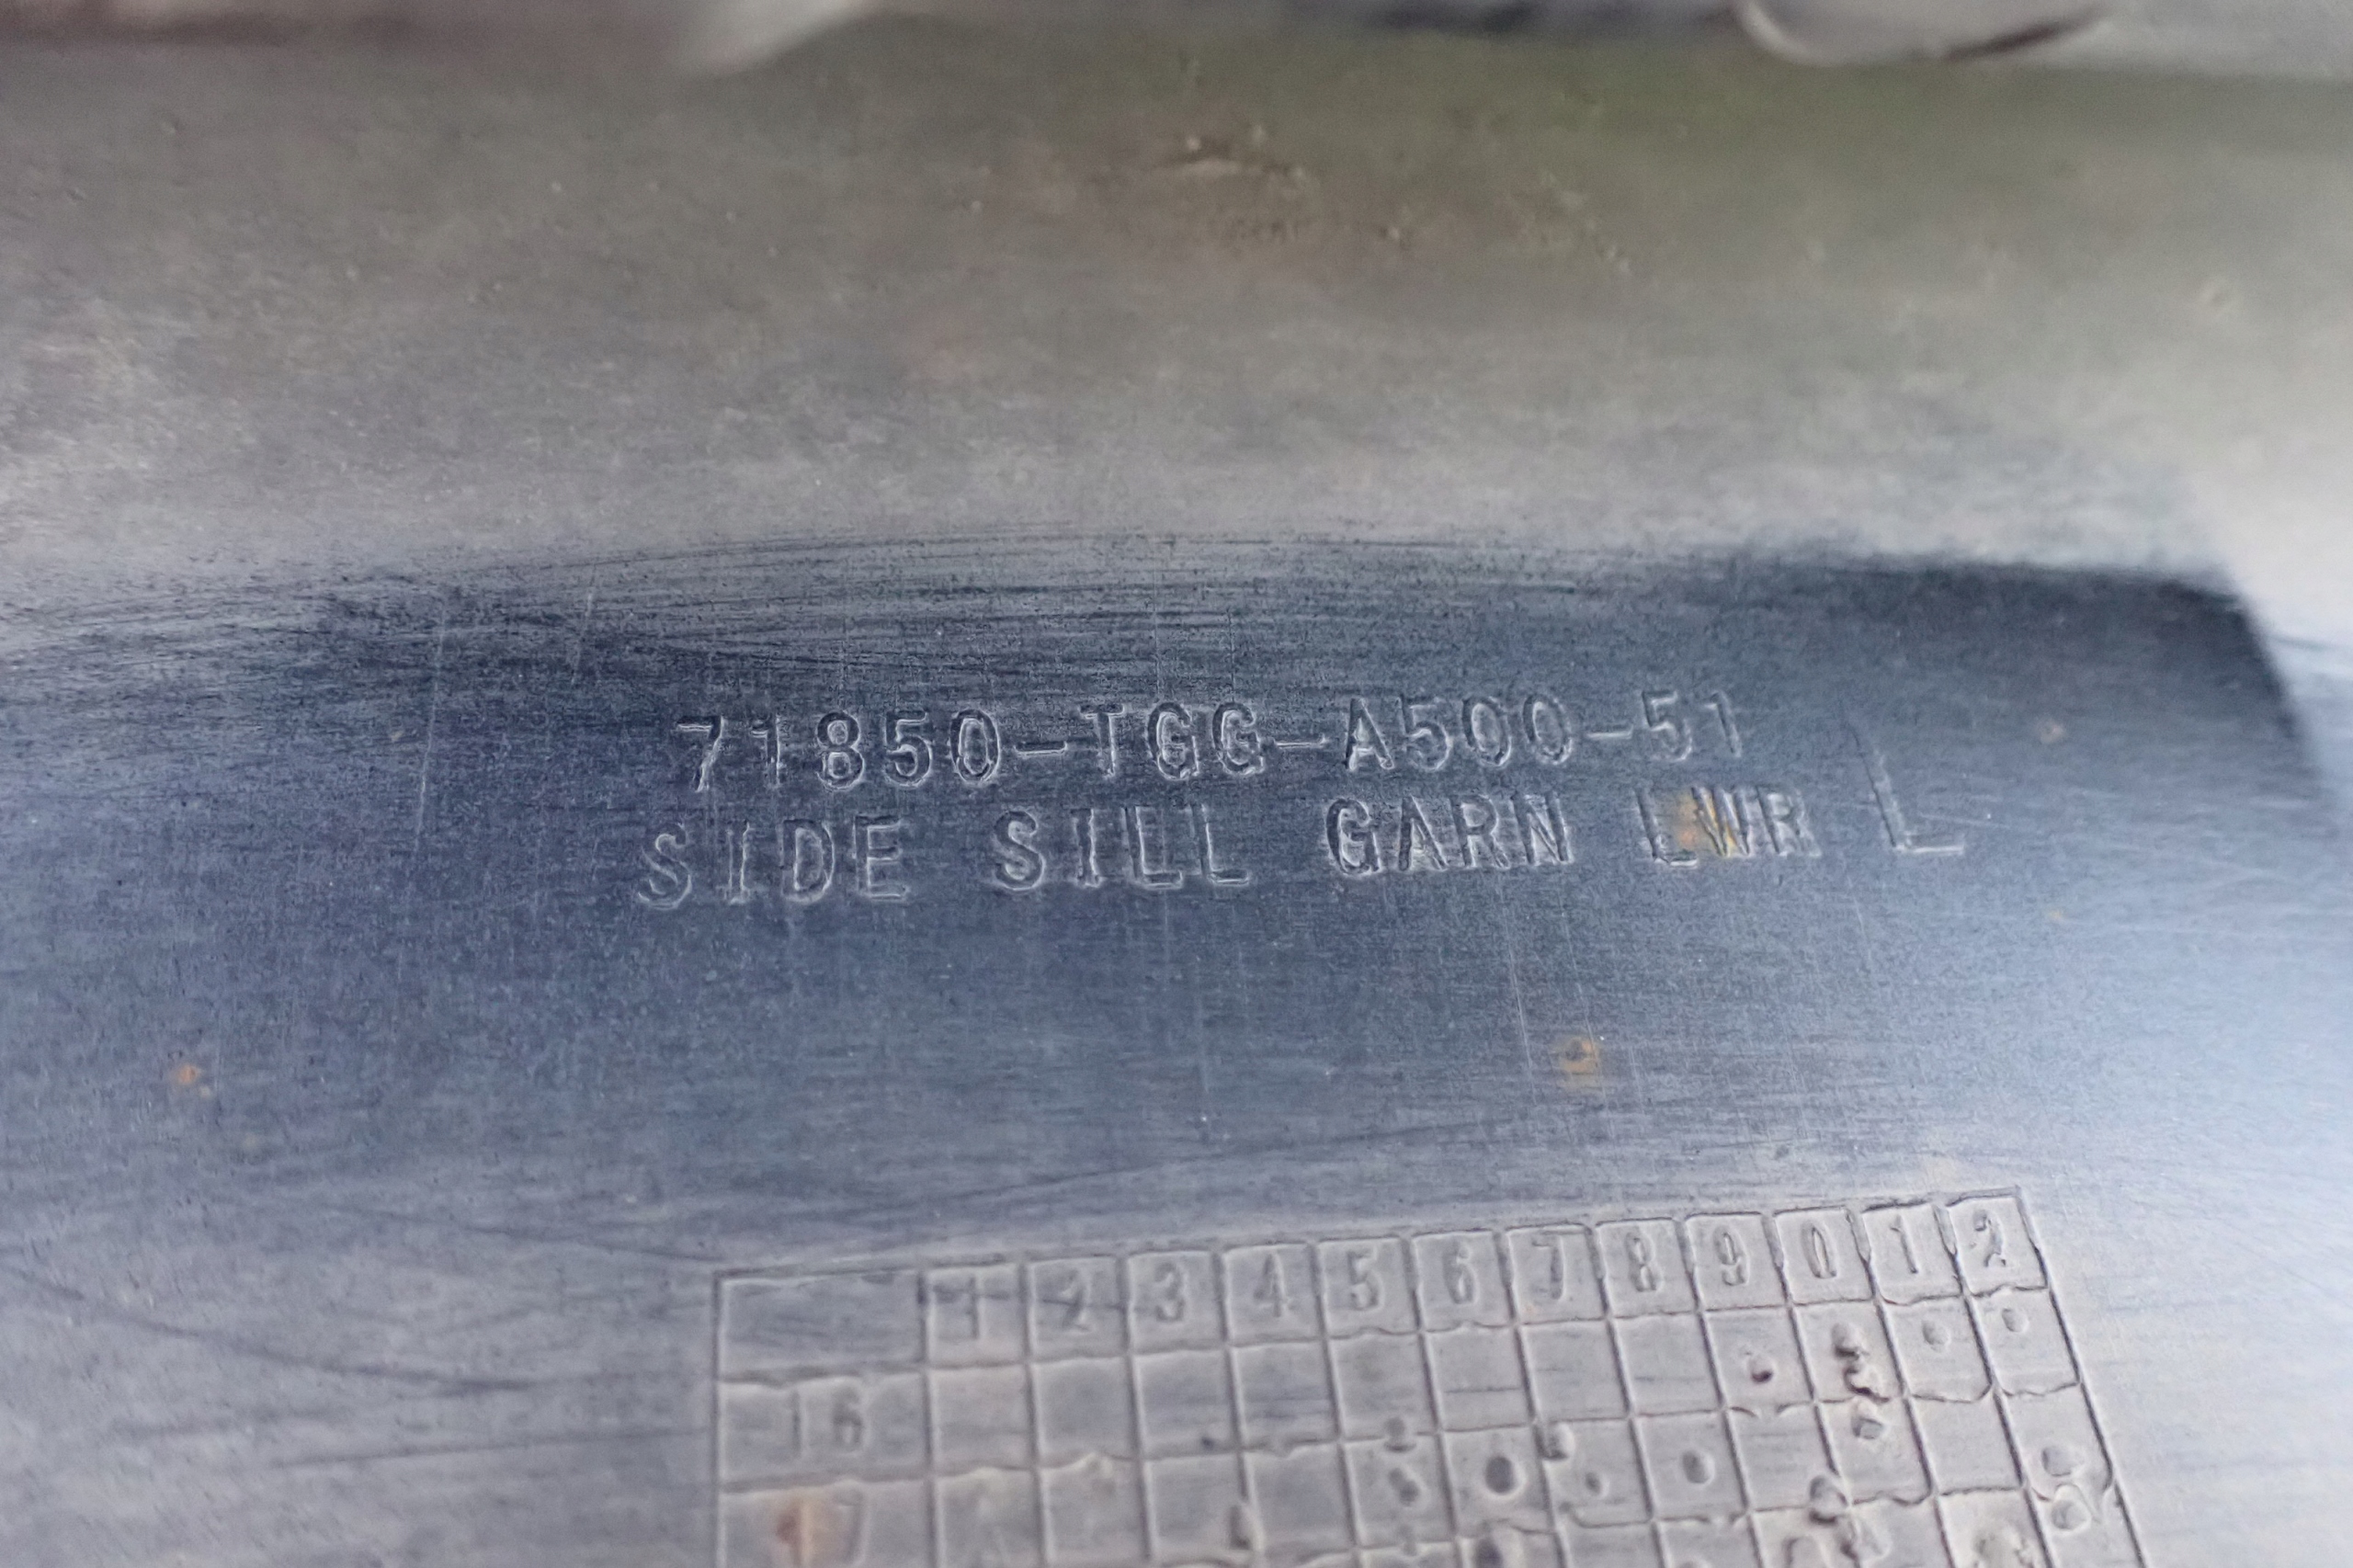 71850-TGG-A500-51
SIDE SILL GARN LWR L
1 2 3 4 5 6 7 8 9 0 1 2
16